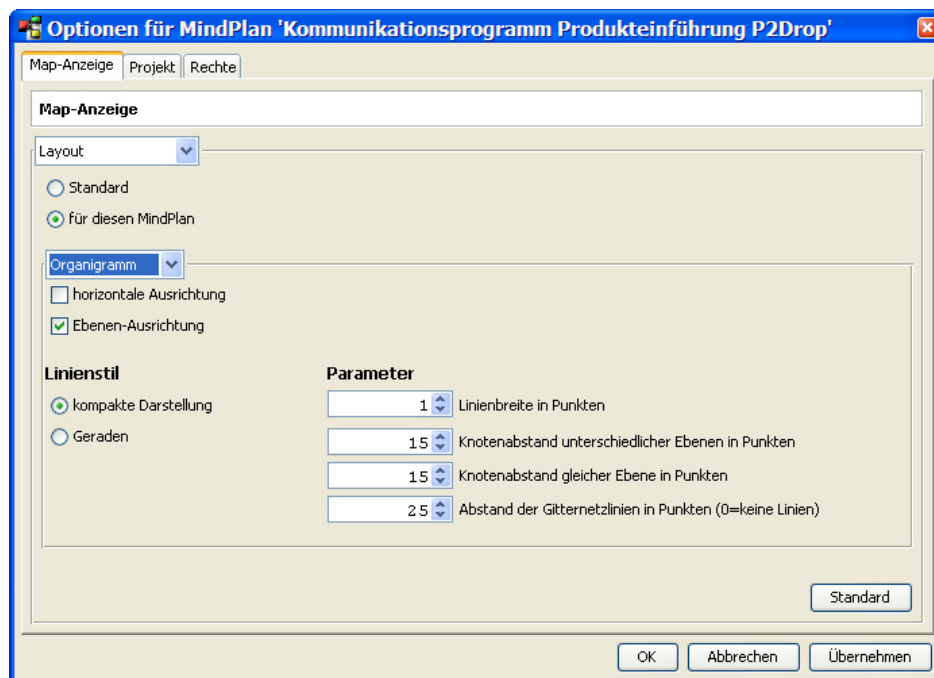 Optionen für MindPlan 'Kommunikationsprogramm Produkteinführung P2Drop'
Map-Anzeige Projekt Rechte
Map-Anzeige
Layout
Standard
für diesen MindPlan
Organigramm
horizontale Ausrichtung
Ebenen-Ausrichtung
Linienstil Parameter
kompakte Darstellung 1 Linienbreite in Punkten
Geraden 15 Knotenabstand unterschiedlicher Ebenen in Punkten
15 Knotenabstand gleicher Ebene in Punkten
25 Abstand der Gitternetzlinien in Punkten (0=keine Linien)
Standard
OK Abbrechen Übernehmen